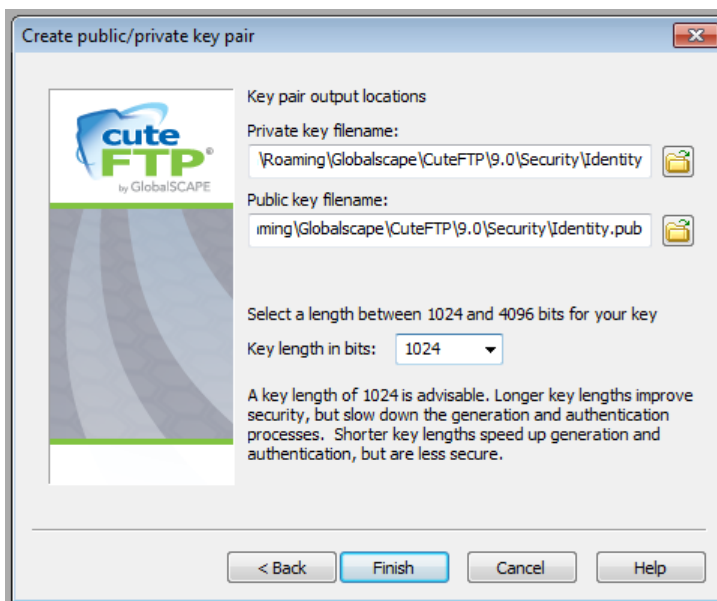 Create public/private key pair
cute
FTP®
by GlobalSCAPE
Key pair output locations
Private key filename:
\Roaming\Globalscape\CuteFTP\9.0\Security\Identity
Public key filename:
ming\Globalscape\CuteFTP\9.0\Security\Identity.pub
Select a length between 1024 and 4096 bits for your key
Key length in bits: 1024
A key length of 1024 is advisable. Longer key lengths improve
security, but slow down the generation and authentication
processes. Shorter key lengths speed up generation and
authentication, but are less secure.
< Back Finish Cancel Help